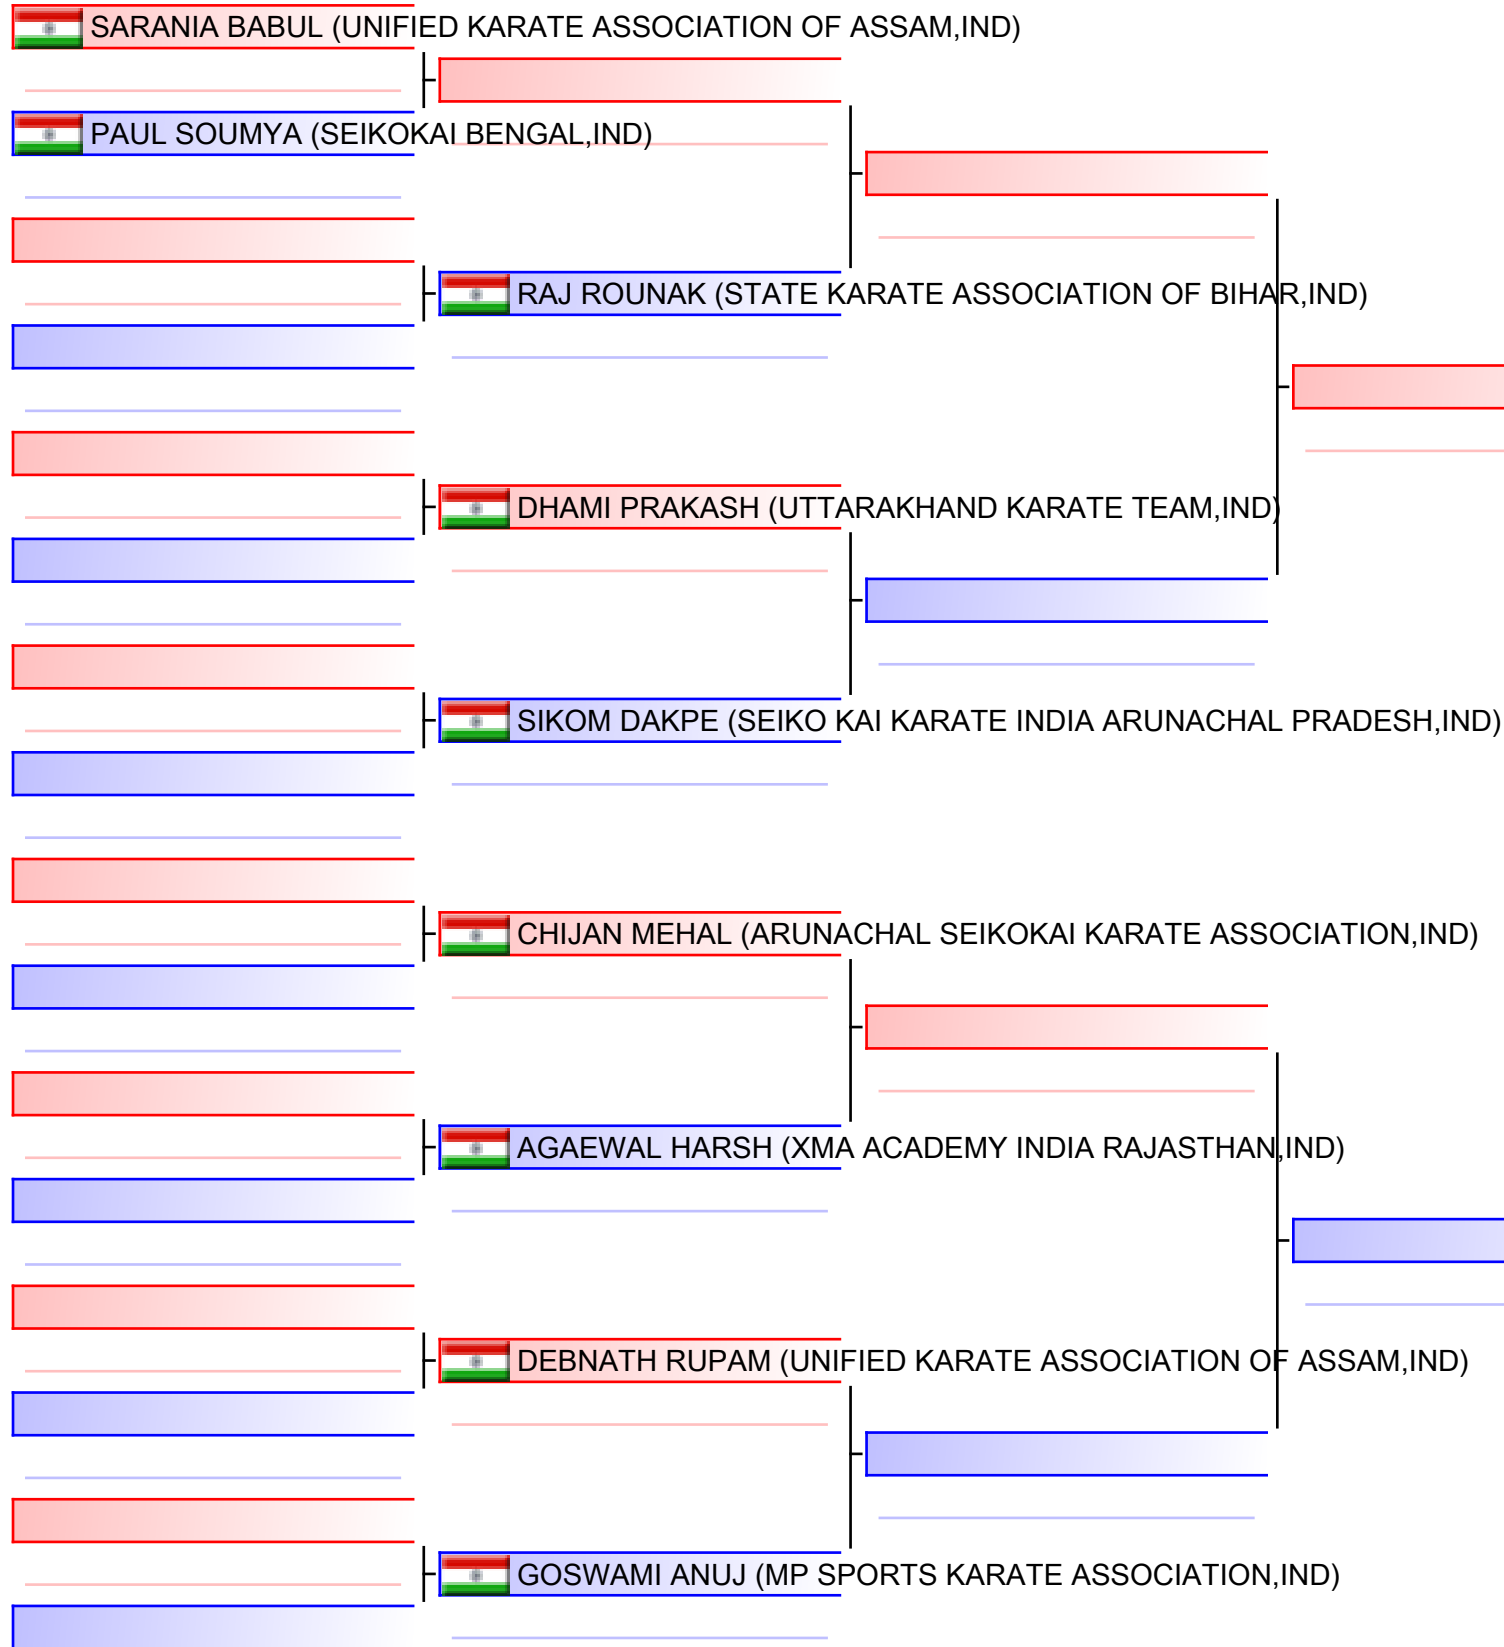 SARANIA BABUL (UNIFIED KARATE ASSOCIATION OF ASSAM,IND)
PAUL SOUMYA (SEIKOKAI BENGAL,IND)
RAJ ROUNAK (STATE KARATE ASSOCIATION OF BIHAR,IND)
DHAMI PRAKASH (UTTARAKHAND KARATE TEAM,IND)
SIKOM DAKPE (SEIKO KAI KARATE INDIA ARUNACHAL PRADESH,IND)
CHIJAN MEHAL (ARUNACHAL SEIKOKAI KARATE ASSOCIATION,IND)
AGAEWAL HARSH (XMA ACADEMY INDIA RAJASTHAN,IND)
DEBNATH RUPAM (UNIFIED KARATE ASSOCIATION OF ASSAM,IND)
GOSWAMI ANUJ (MP SPORTS KARATE ASSOCIATION,IND)